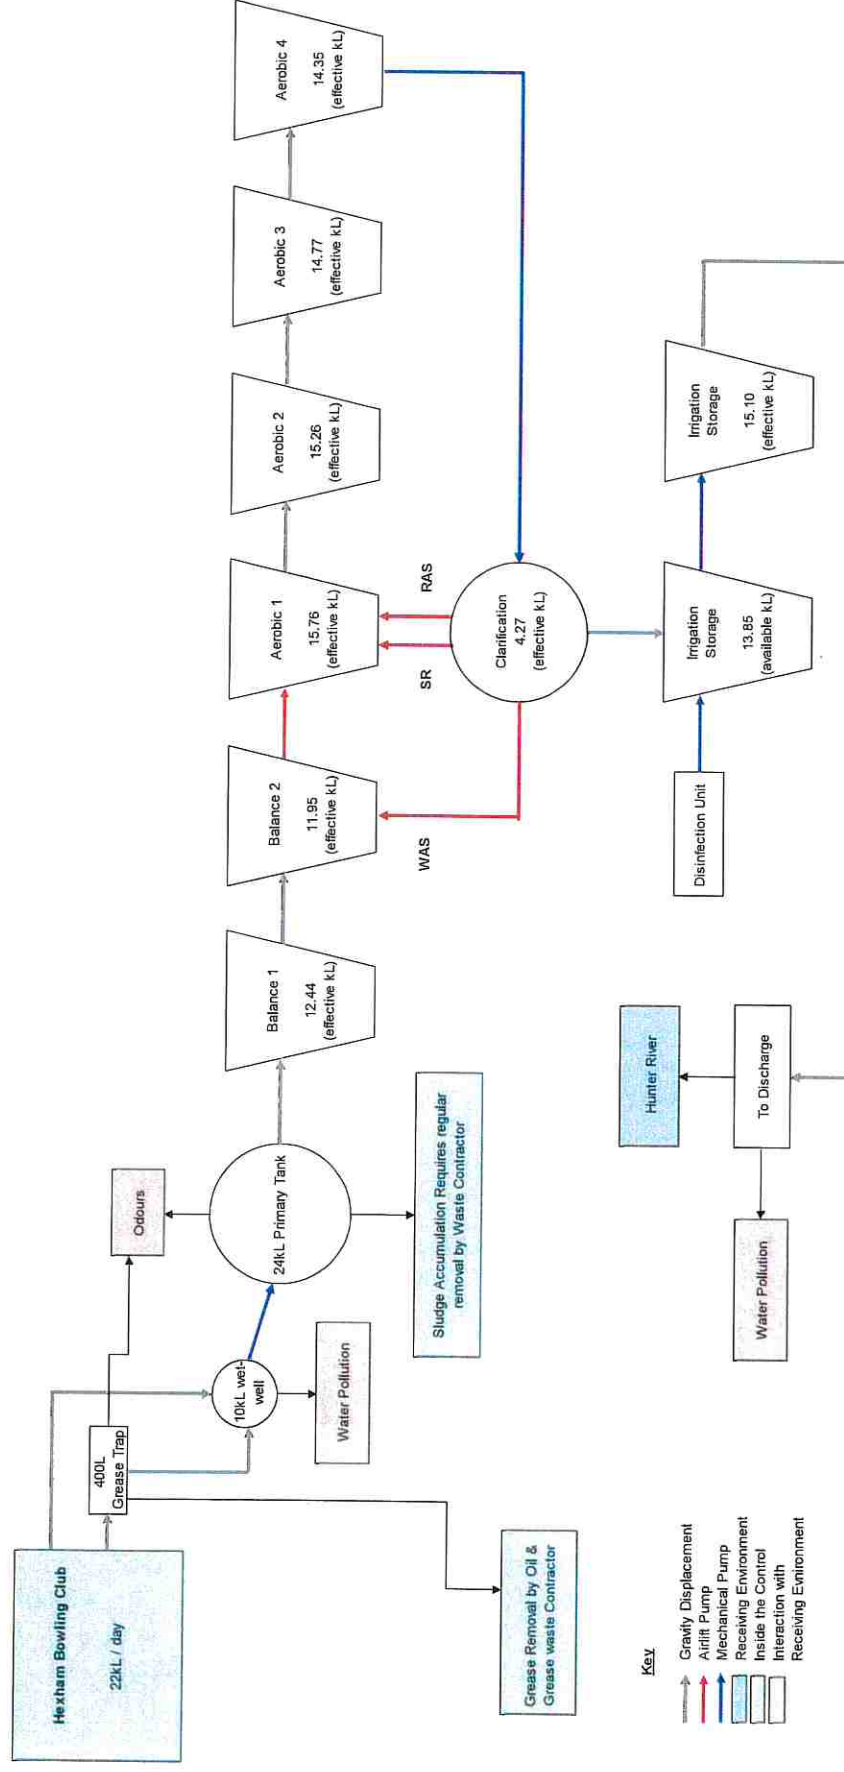 Hexham Bowling Club
22kL / day
400L
Grease Trap
Odours
10kL wet-
well
Water Pollution
Grease Removal by Oil &
Grease waste Contractor
24kL Primary Tank
Sludge Accumulation Requires regular
removal by Waste Contractor
Balance 1
12.44
(effective kL)
Balance 2
11.95
(effective kL)
Aerobic 1
15.76
(effective kL)
Aerobic 2
15.26
(effective kL)
Aerobic 3
14.77
(effective kL)
Aerobic 4
14.35
(effective kL)
WAS
SR
RAS
Clarification
4.27
(effective kL)
Disinfection Unit
Irrigation
Storage
13.85
(available kL)
Irrigation
Storage
15.10
(effective kL)
Hunter River
To Discharge
Water Pollution
Key
Gravity Displacement
Airlift Pump
Mechanical Pump
Receiving Environment
Inside the Control
Interaction with
Receiving Evnironment